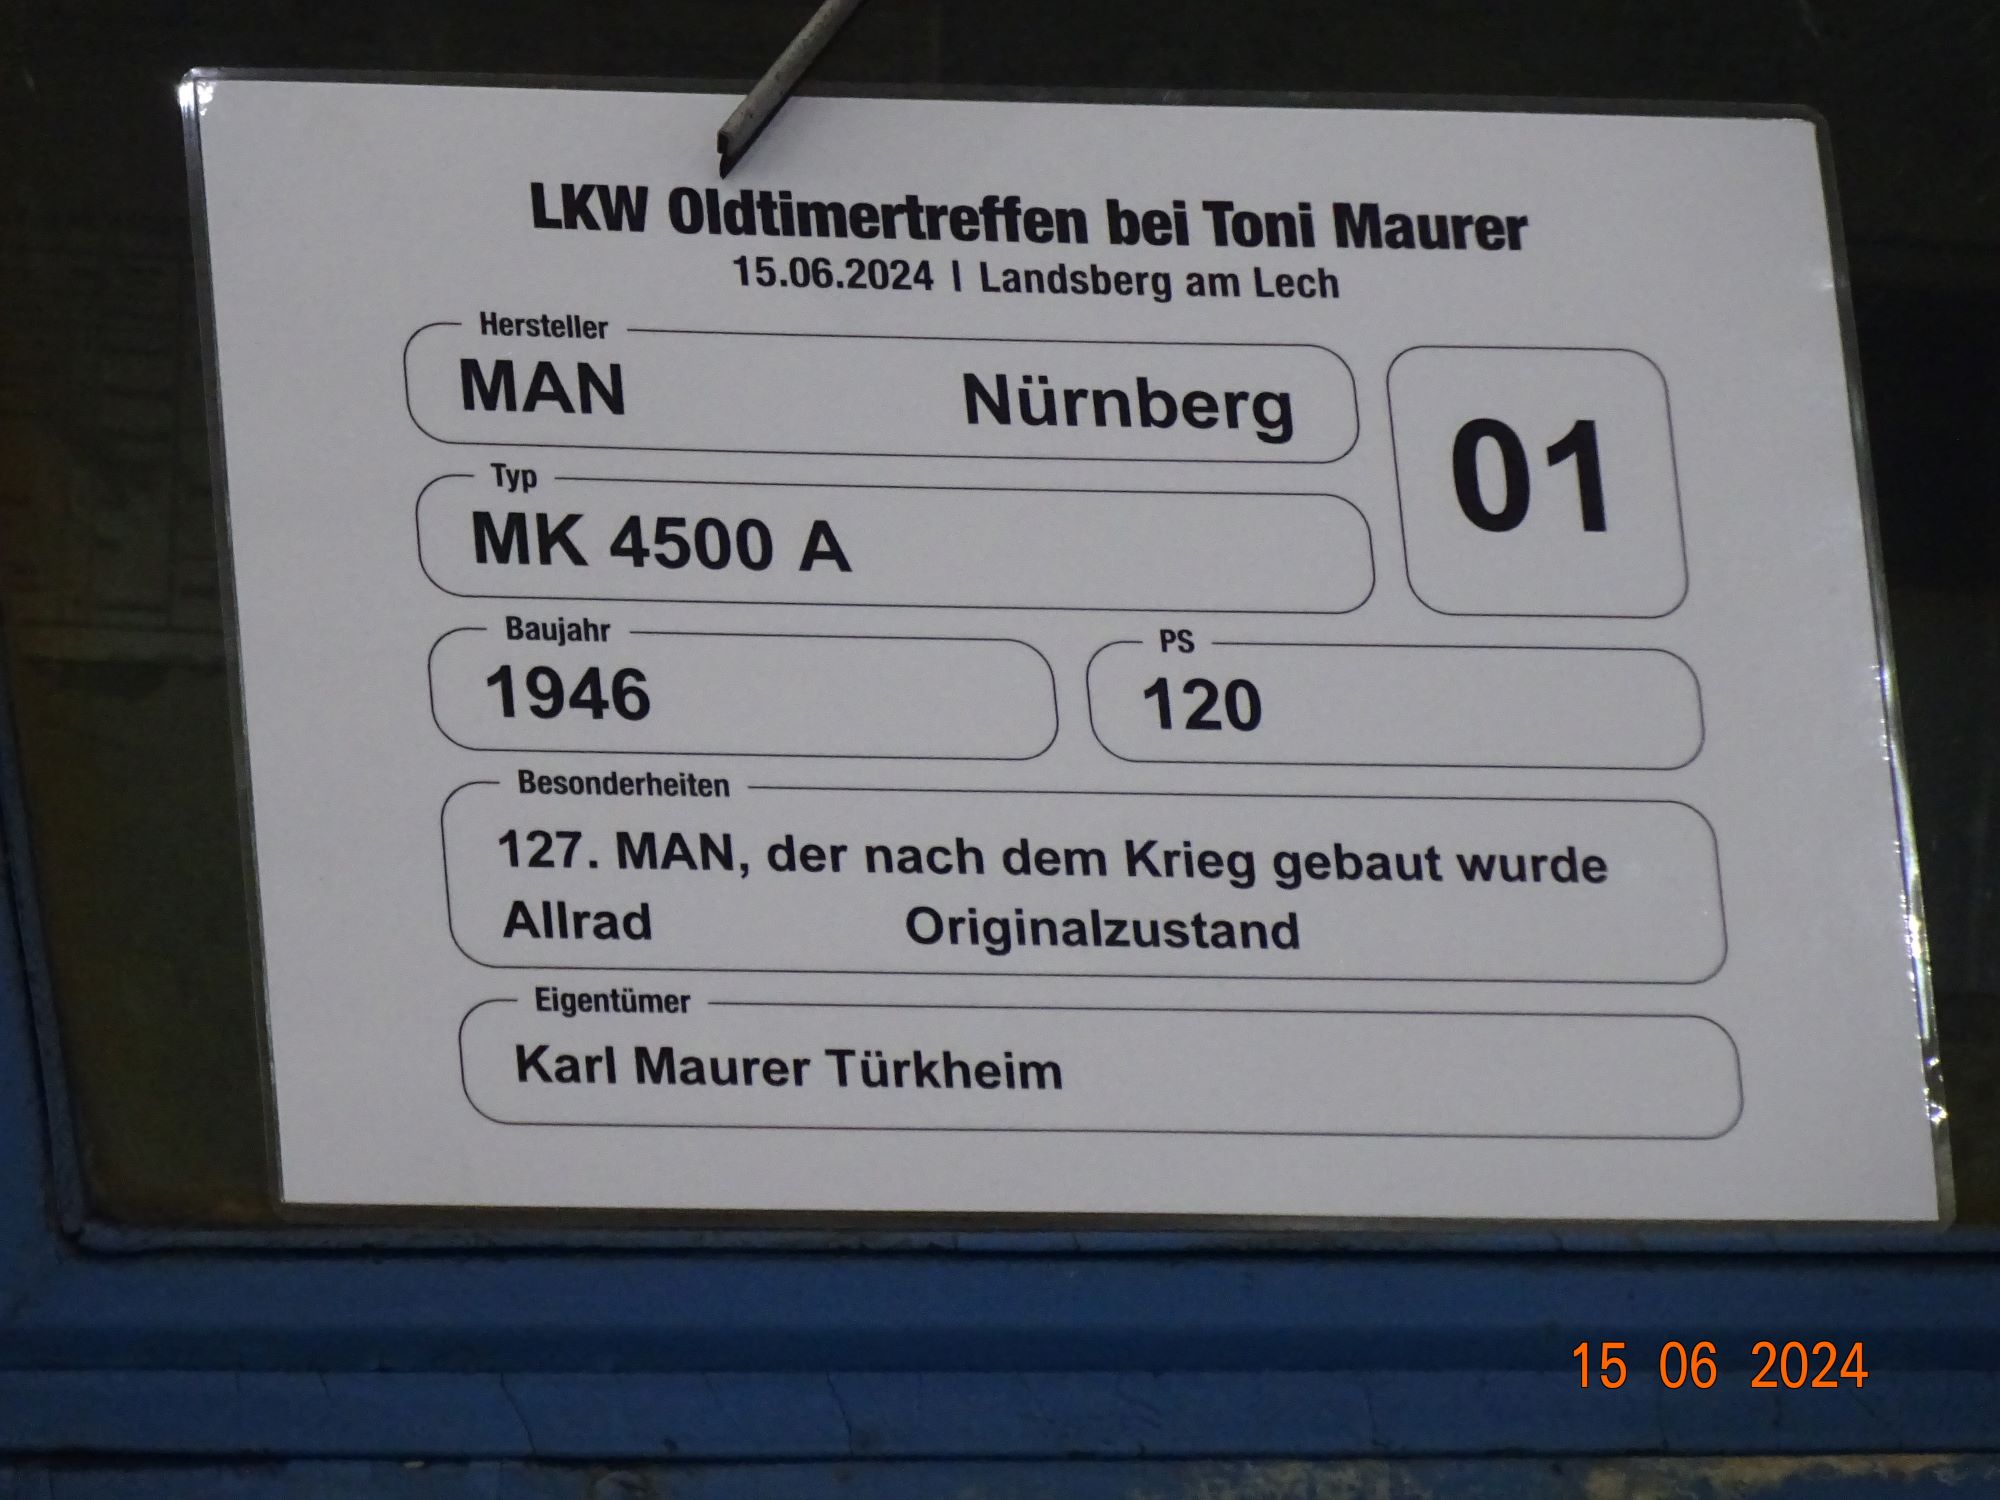 LKW Oldtimertreffen bei Toni Maurer
15.06.2024 | Landsberg am Lech
Hersteller
MAN Nürnberg
01
Typ
MK 4500 A
Baujahr
1946
PS
120
Besonderheiten
127. MAN, der nach dem Krieg gebaut wurde
Allrad Originalzustand
Eigentümer
Karl Maurer Türkheim
15 06 2024